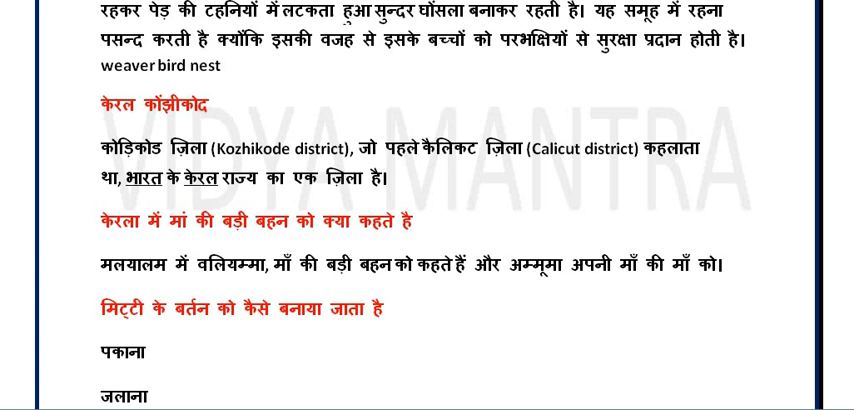 रहकर पेड़ की टहनियों में लटकता हुआ सुन्दर घोंसला बनाकर रहती है। यह समूह में रहना
पसन्द करती है क्योंकि इसकी वजह से इसके बच्चों को परभक्षियों से सुरक्षा प्रदान होती है।
weaver bird nest
केरल कोंझीकोद
कोड़िकोड ज़िला (Kozhikode district), जो पहले कैलिकट ज़िला (Calicut district) कहलाता
था, भारत के केरल राज्य का एक ज़िला है।
केरला में मां की बड़ी बहन को क्या कहते है
मलयालम में वलियम्मा, माँ की बड़ी बहन को कहते हैं और अम्मूमा अपनी माँ की माँ को।
मिट्टी के बर्तन को कैसे बनाया जाता है
पकाना
जलाना
VIDYA MANTRA